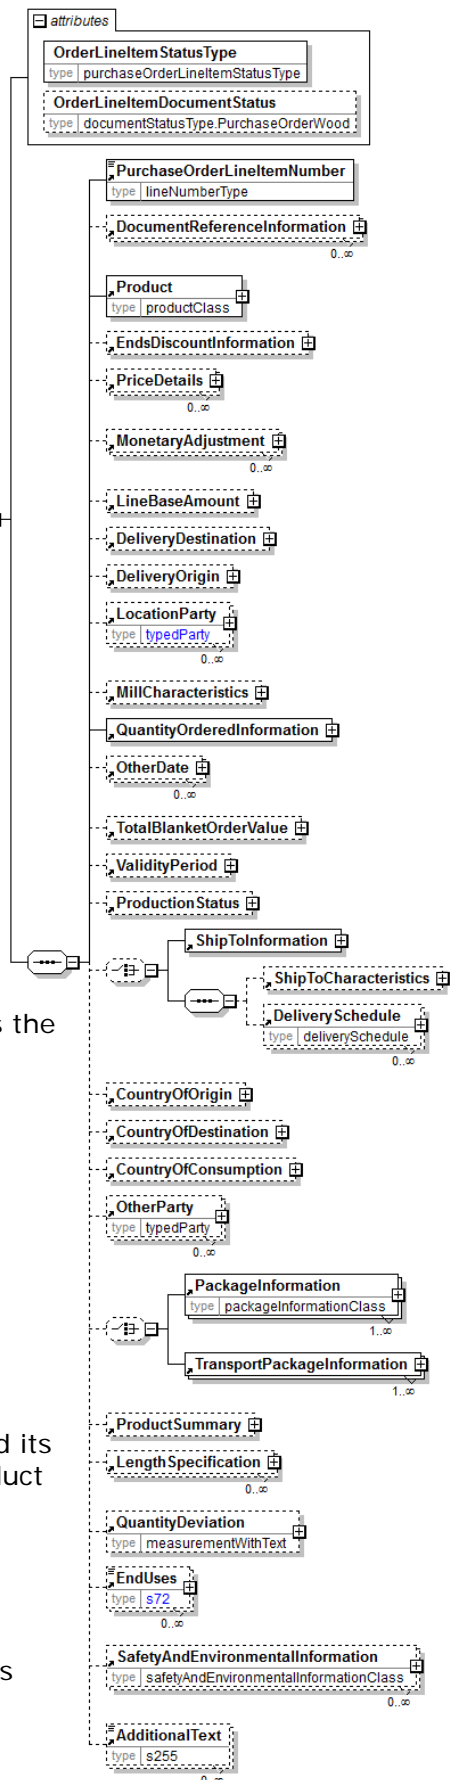 attributes
OrderLineItemStatusType
type purchaseOrderLineItemStatusType
OrderLineItemDocumentStatus
type documentStatusType.PurchaseOrderWood
PurchaseOrderLineItemNumber
type lineNumberType
DocumentReferenceInformation
0..∞
Product
type productClass
EndsDiscountInformation
PriceDetails
0..∞
MonetaryAdjustment
0..∞
LineBaseAmount
DeliveryDestination
DeliveryOrigin
LocationParty
type typedParty
0..∞
MillCharacteristics
QuantityOrderedInformation
OtherDate
0..∞
TotalBlanketOrderValue
ValidityPeriod
ProductionStatus
ShipToInformation
ShipToCharacteristics
DeliverySchedule
s the
type deliverySchedule
0..∞
CountryOfOrigin
CountryOfDestination
CountryOfConsumption
OtherParty
type typedParty
0..∞
PackageInformation
type packageInformationClass
1..∞
TransportPackageInformation
1..∞
ProductSummary
d its
LengthSpecification
duct
0..∞
QuantityDeviation
type measurementWithText
EndUses
type s72
0..∞
SafetyAndEnvironmentalInformation
s
type safetyAndEnvironmentalInformationClass
0..∞
AdditionalText
type s255
0..∞